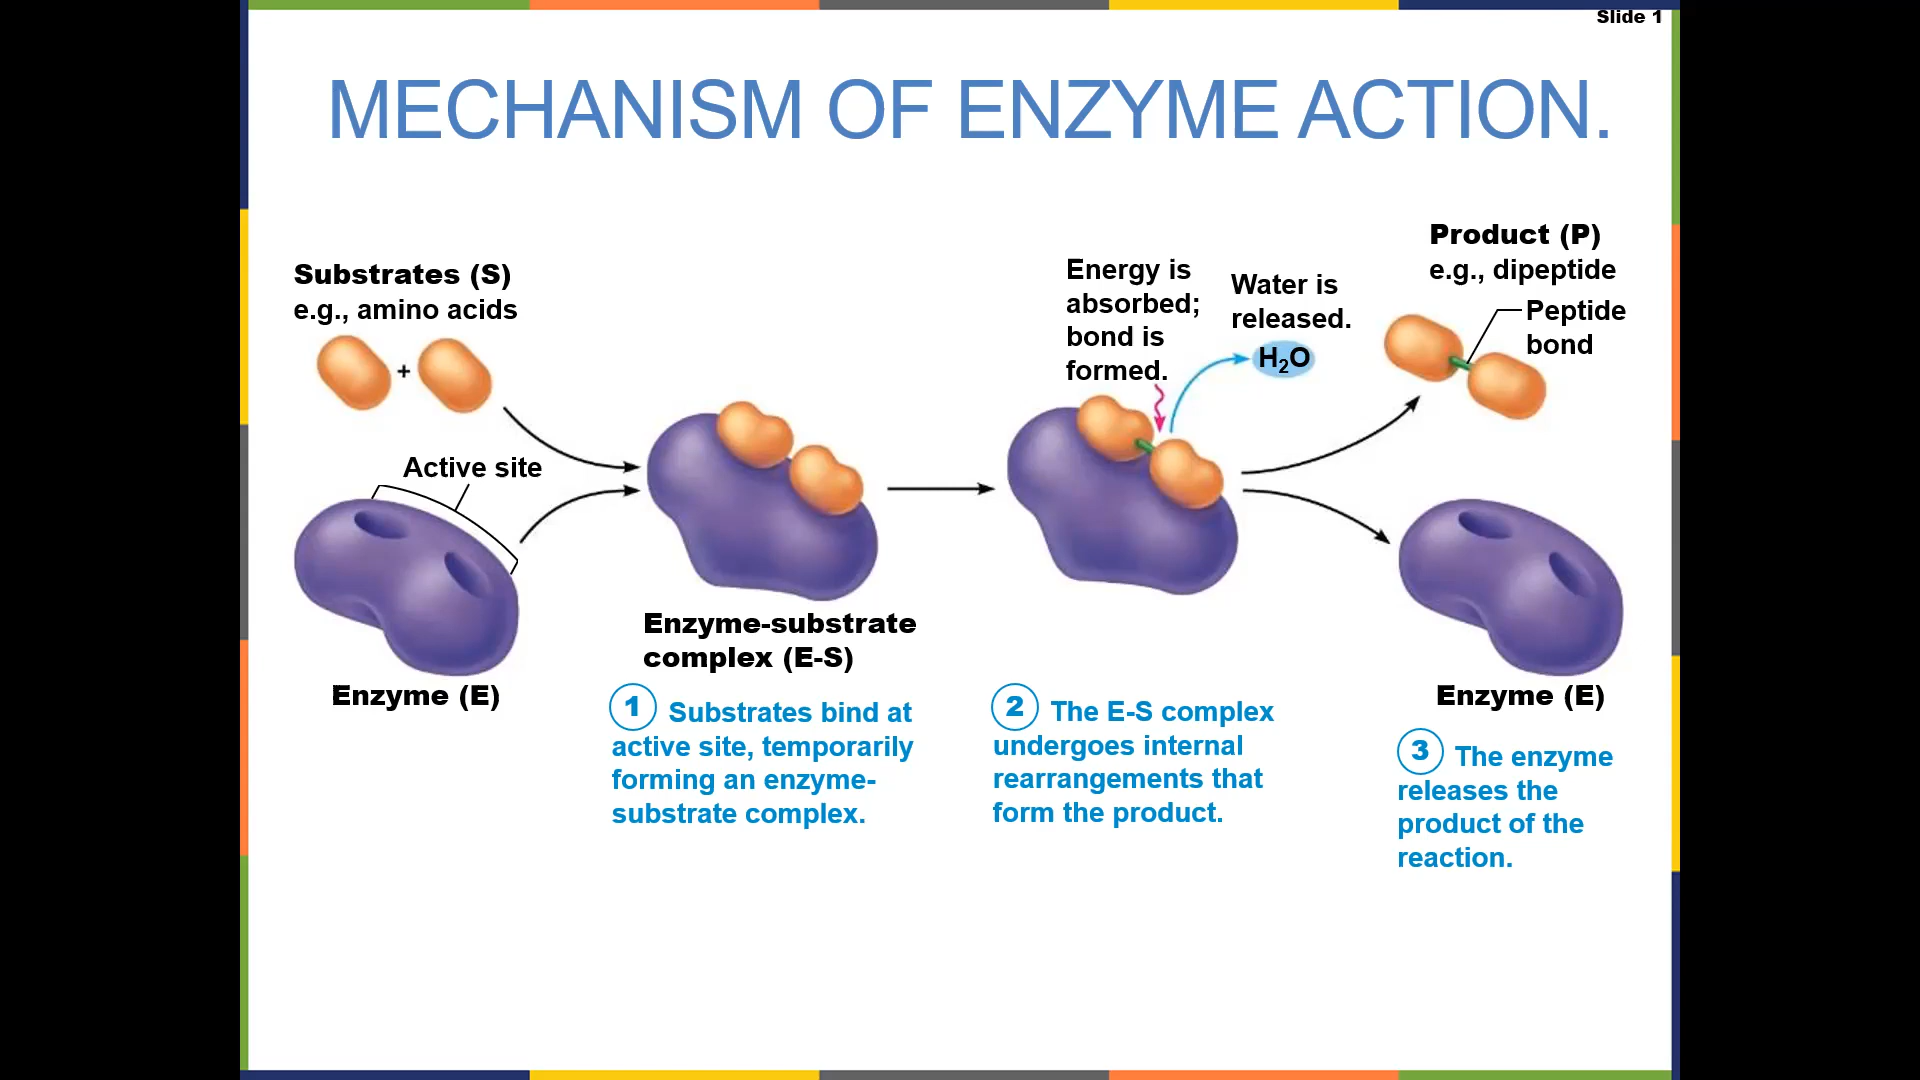 Slide 1
MECHANISM OF ENZYME ACTION.
Substrates (S)
e.g., amino acids
+
Active site
Enzyme (E)
Enzyme-substrate
complex (E-S)
1 Substrates bind at
active site, temporarily
forming an enzyme-
substrate complex.
Energy is
absorbed;
bond is
formed.
Water is
released.
H₂O
2 The E-S complex
undergoes internal
rearrangements that
form the product.
Product (P)
e.g., dipeptide
Peptide
bond
Enzyme (E)
3 The enzyme
releases the
product of the
reaction.